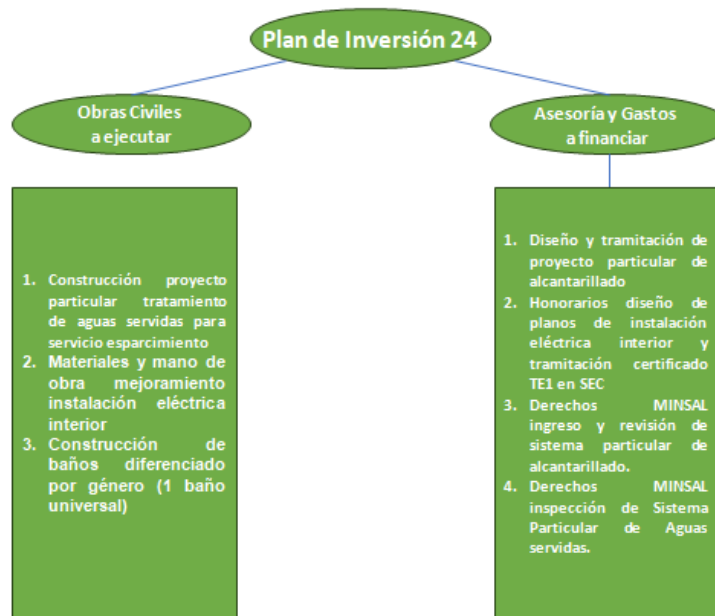 Plan de Inversión 24
Obras Civiles
a ejecutar
Asesoría y Gastos
a financiar
1. Construcción proyecto
particular tratamiento
de aguas servidas para
servicio esparcimiento
2. Materiales y mano de
obra mejoramiento
instalación eléctrica
interior
3. Construcción de
baños diferenciado
por género (1 baño
universal)
1. Diseño y tramitación de
proyecto particular de
alcantarillado
2. Honorarios diseño de
planos de instalación
eléctrica interior y
tramitación certificado
TE1 en SEC
3. Derechos MINSAL
ingreso y revisión de
sistema particular de
alcantarillado.
4. Derechos MINSAL
inspección de Sistema
Particular de Aguas
servidas.